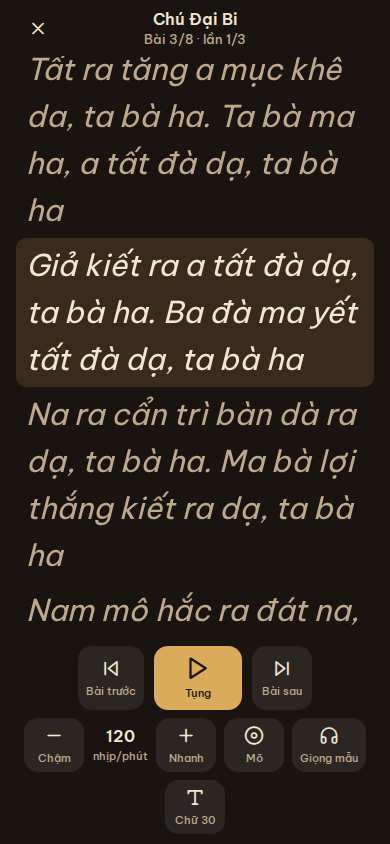 Chú Đại Bi
Bài 3/8 · lần 1/3
Tất ra tăng a mục khê
da, ta bà ha. Ta bà ma
ha, a tất đà dạ, ta bà
ha
Giả kiết ra a tất đà dạ,
ta bà ha. Ba đà ma yết
tất đà dạ, ta bà ha
Na ra cẩn trì bàn dà ra
dạ, ta bà ha. Ma bà lợi
thắng kiết ra dạ, ta bà
ha
Nam mô hắc ra đát na,
Bài trước
Tụng
Bài sau
Chậm
120
nhịp/phút
Nhanh
Mõ
Giọng mẫu
Chữ 30